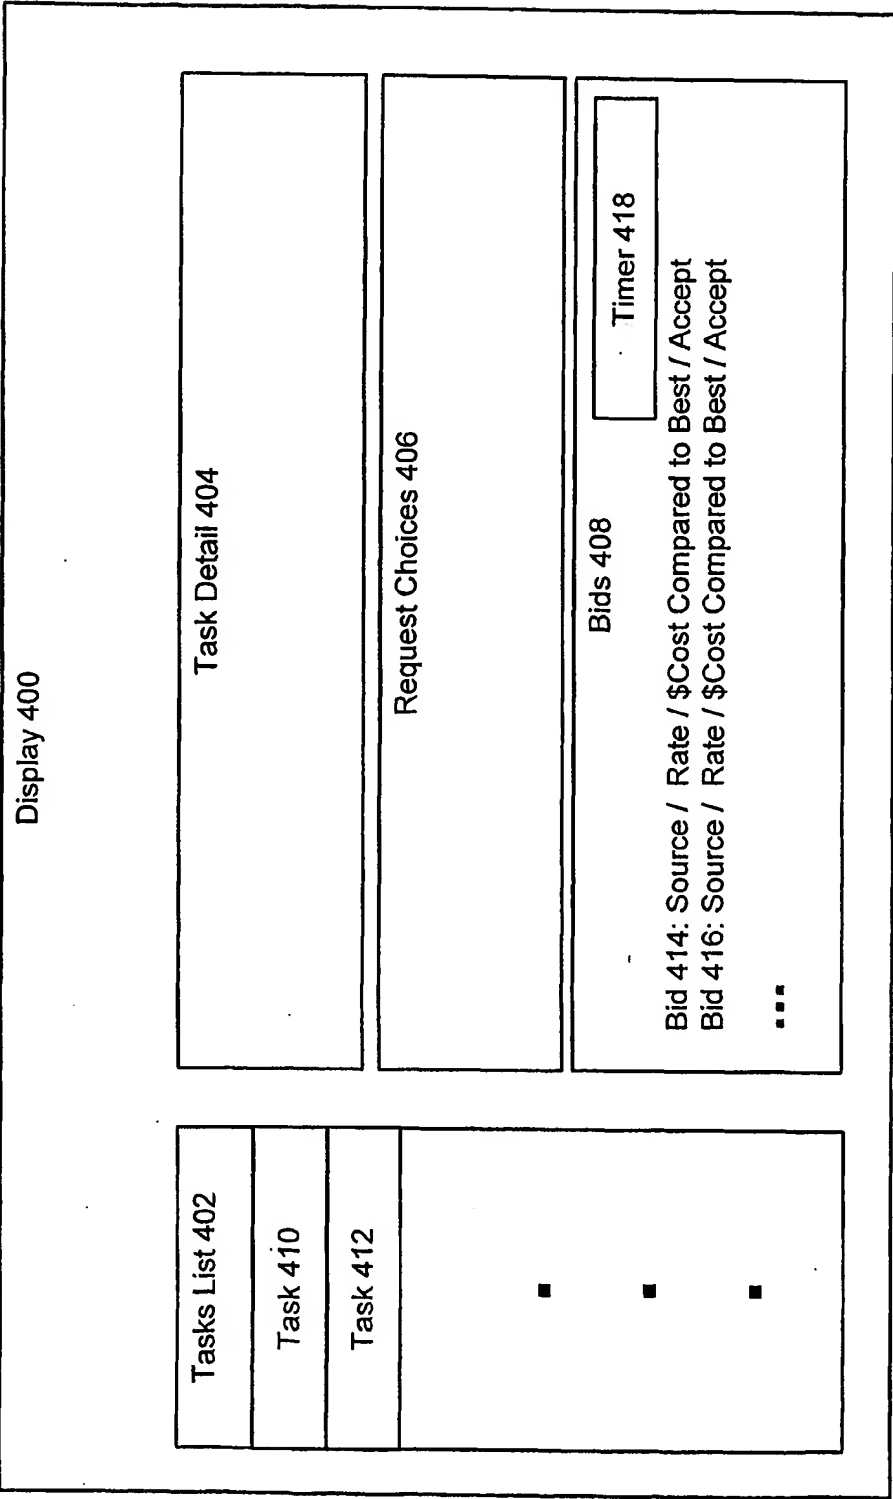 Display 400
Tasks List 402
Task 410
Task 412
Task Detail 404
Request Choices 406
Bids 408
Timer 418
Bid 414: Source / Rate / $Cost Compared to Best / Accept
Bid 416: Source / Rate / $Cost Compared to Best / Accept
...